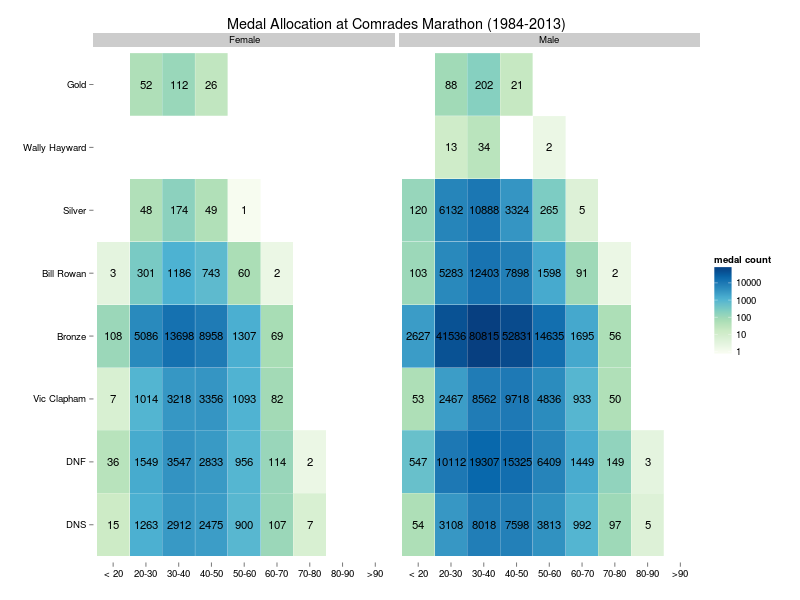 Medal Allocation at Comrades Marathon (1984-2013)
Female Male
Gold 52 112 26 88 202 21
Wally Hayward 13 34 2
Silver 48 174 49 1 120 6132 10888 3324 265 5
Bill Rowan 3 301 1186 743 60 2 103 5283 12403 7898 1598 91 2
Bronze 108 5086 13698 8958 1307 69 2627 41536 80815 52831 14635 1695 56
Vic Clapham 7 1014 3218 3356 1093 82 53 2467 8562 9718 4836 933 50
DNF 36 1549 3547 2833 956 114 2 547 10112 19307 15325 6409 1449 149 3
DNS 15 1263 2912 2475 900 107 7 54 3108 8018 7598 3813 992 97 5
< 20 20-30 30-40 40-50 50-60 60-70 70-80 80-90 >90 < 20 20-30 30-40 40-50 50-60 60-70 70-80 80-90 >90
medal count
10000
1000
100
10
1